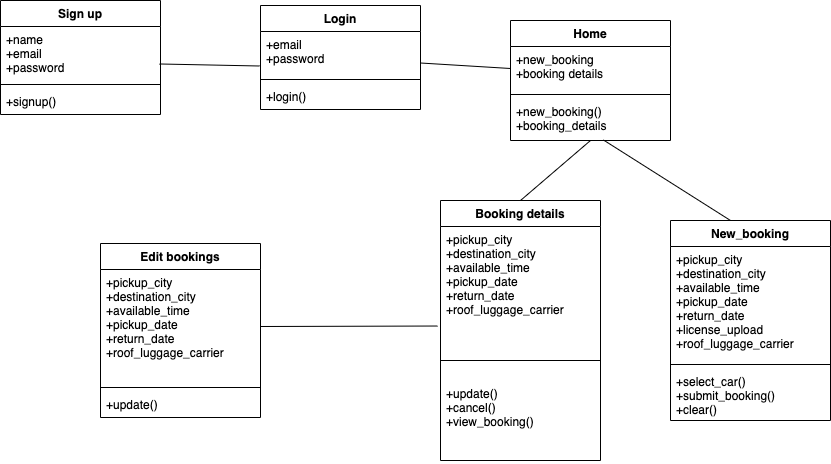 Sign up
+name
+email
+password
+signup()
Login
+email
+password
+login()
Home
+new_booking
+booking details
+new_booking()
+booking_details
Edit bookings
+pickup_city
+destination_city
+available_time
+pickup_date
+return_date
+roof_luggage_carrier
+update()
Booking details
+pickup_city
+destination_city
+available_time
+pickup_date
+return_date
+roof_luggage_carrier
+update()
+cancel()
+view_booking()
New_booking
+pickup_city
+destination_city
+available_time
+pickup_date
+return_date
+license_upload
+roof_luggage_carrier
+select_car()
+submit_booking()
+clear()